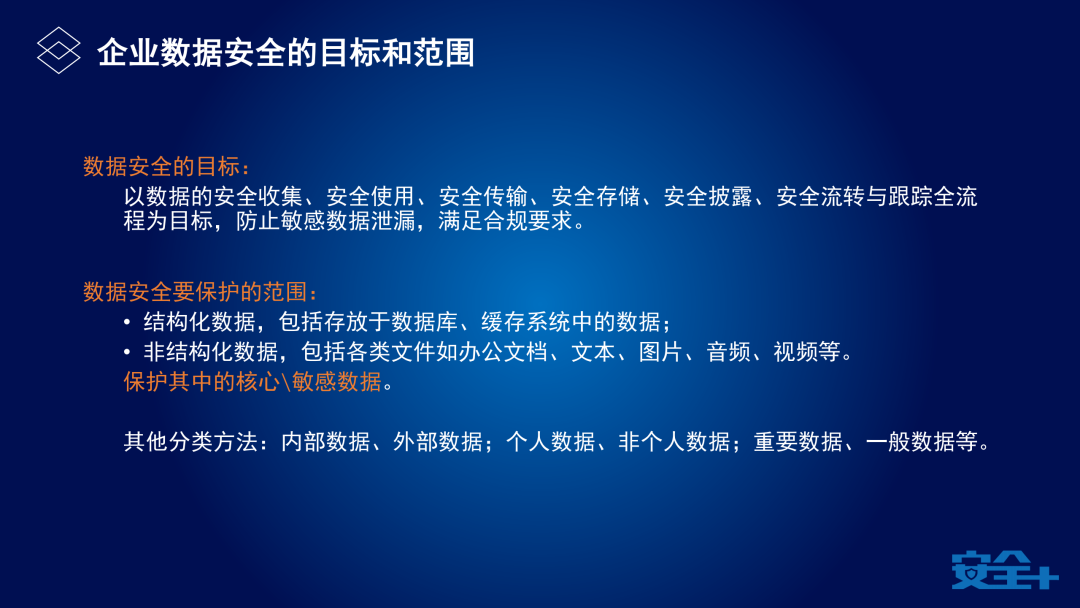 企业数据安全的目标和范围
数据安全的目标：
以数据的安全收集、安全使用、安全传输、安全存储、安全披露、安全流转与跟踪全流
程为目标，防止敏感数据泄漏，满足合规要求。
数据安全要保护的范围：
• 结构化数据，包括存放于数据库、缓存系统中的数据；
• 非结构化数据，包括各类文件如办公文档、文本、图片、音频、视频等。
保护其中的核心\敏感数据。
其他分类方法：内部数据、外部数据；个人数据、非个人数据；重要数据、一般数据等。
安全+